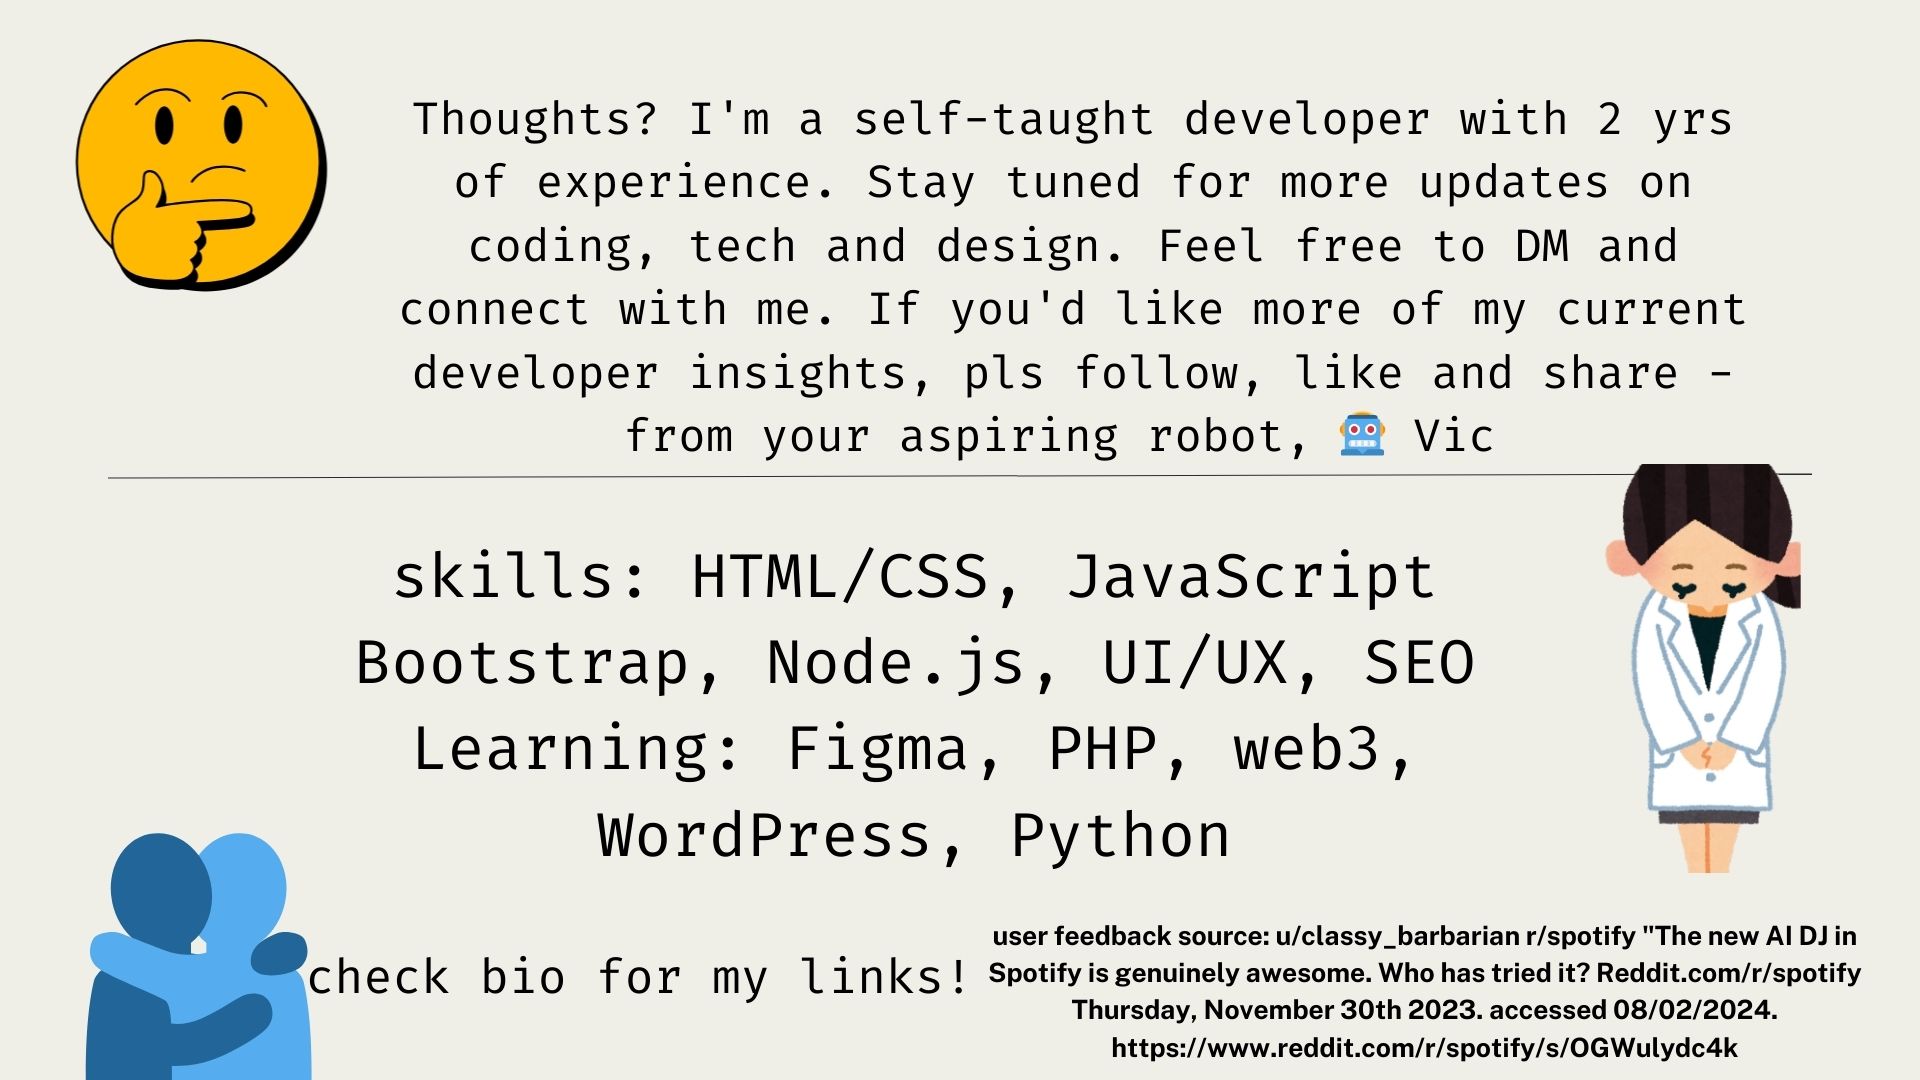 Thoughts? I'm a self-taught developer with 2 yrs
of experience. Stay tuned for more updates on
coding, tech and design. Feel free to DM and
connect with me. If you'd like more of my current
developer insights, pls follow, like and share -
from your aspiring robot, 🤖 Vic
skills: HTML/CSS, JavaScript
Bootstrap, Node.js, UI/UX, SEO
Learning: Figma, PHP, web3,
WordPress, Python
check bio for my links!
user feedback source: u/classy_barbarian r/spotify "The new AI DJ in
Spotify is genuinely awesome. Who has tried it? Reddit.com/r/spotify
Thursday, November 30th 2023. accessed 08/02/2024.
https://www.reddit.com/r/spotify/s/OGWulydc4k